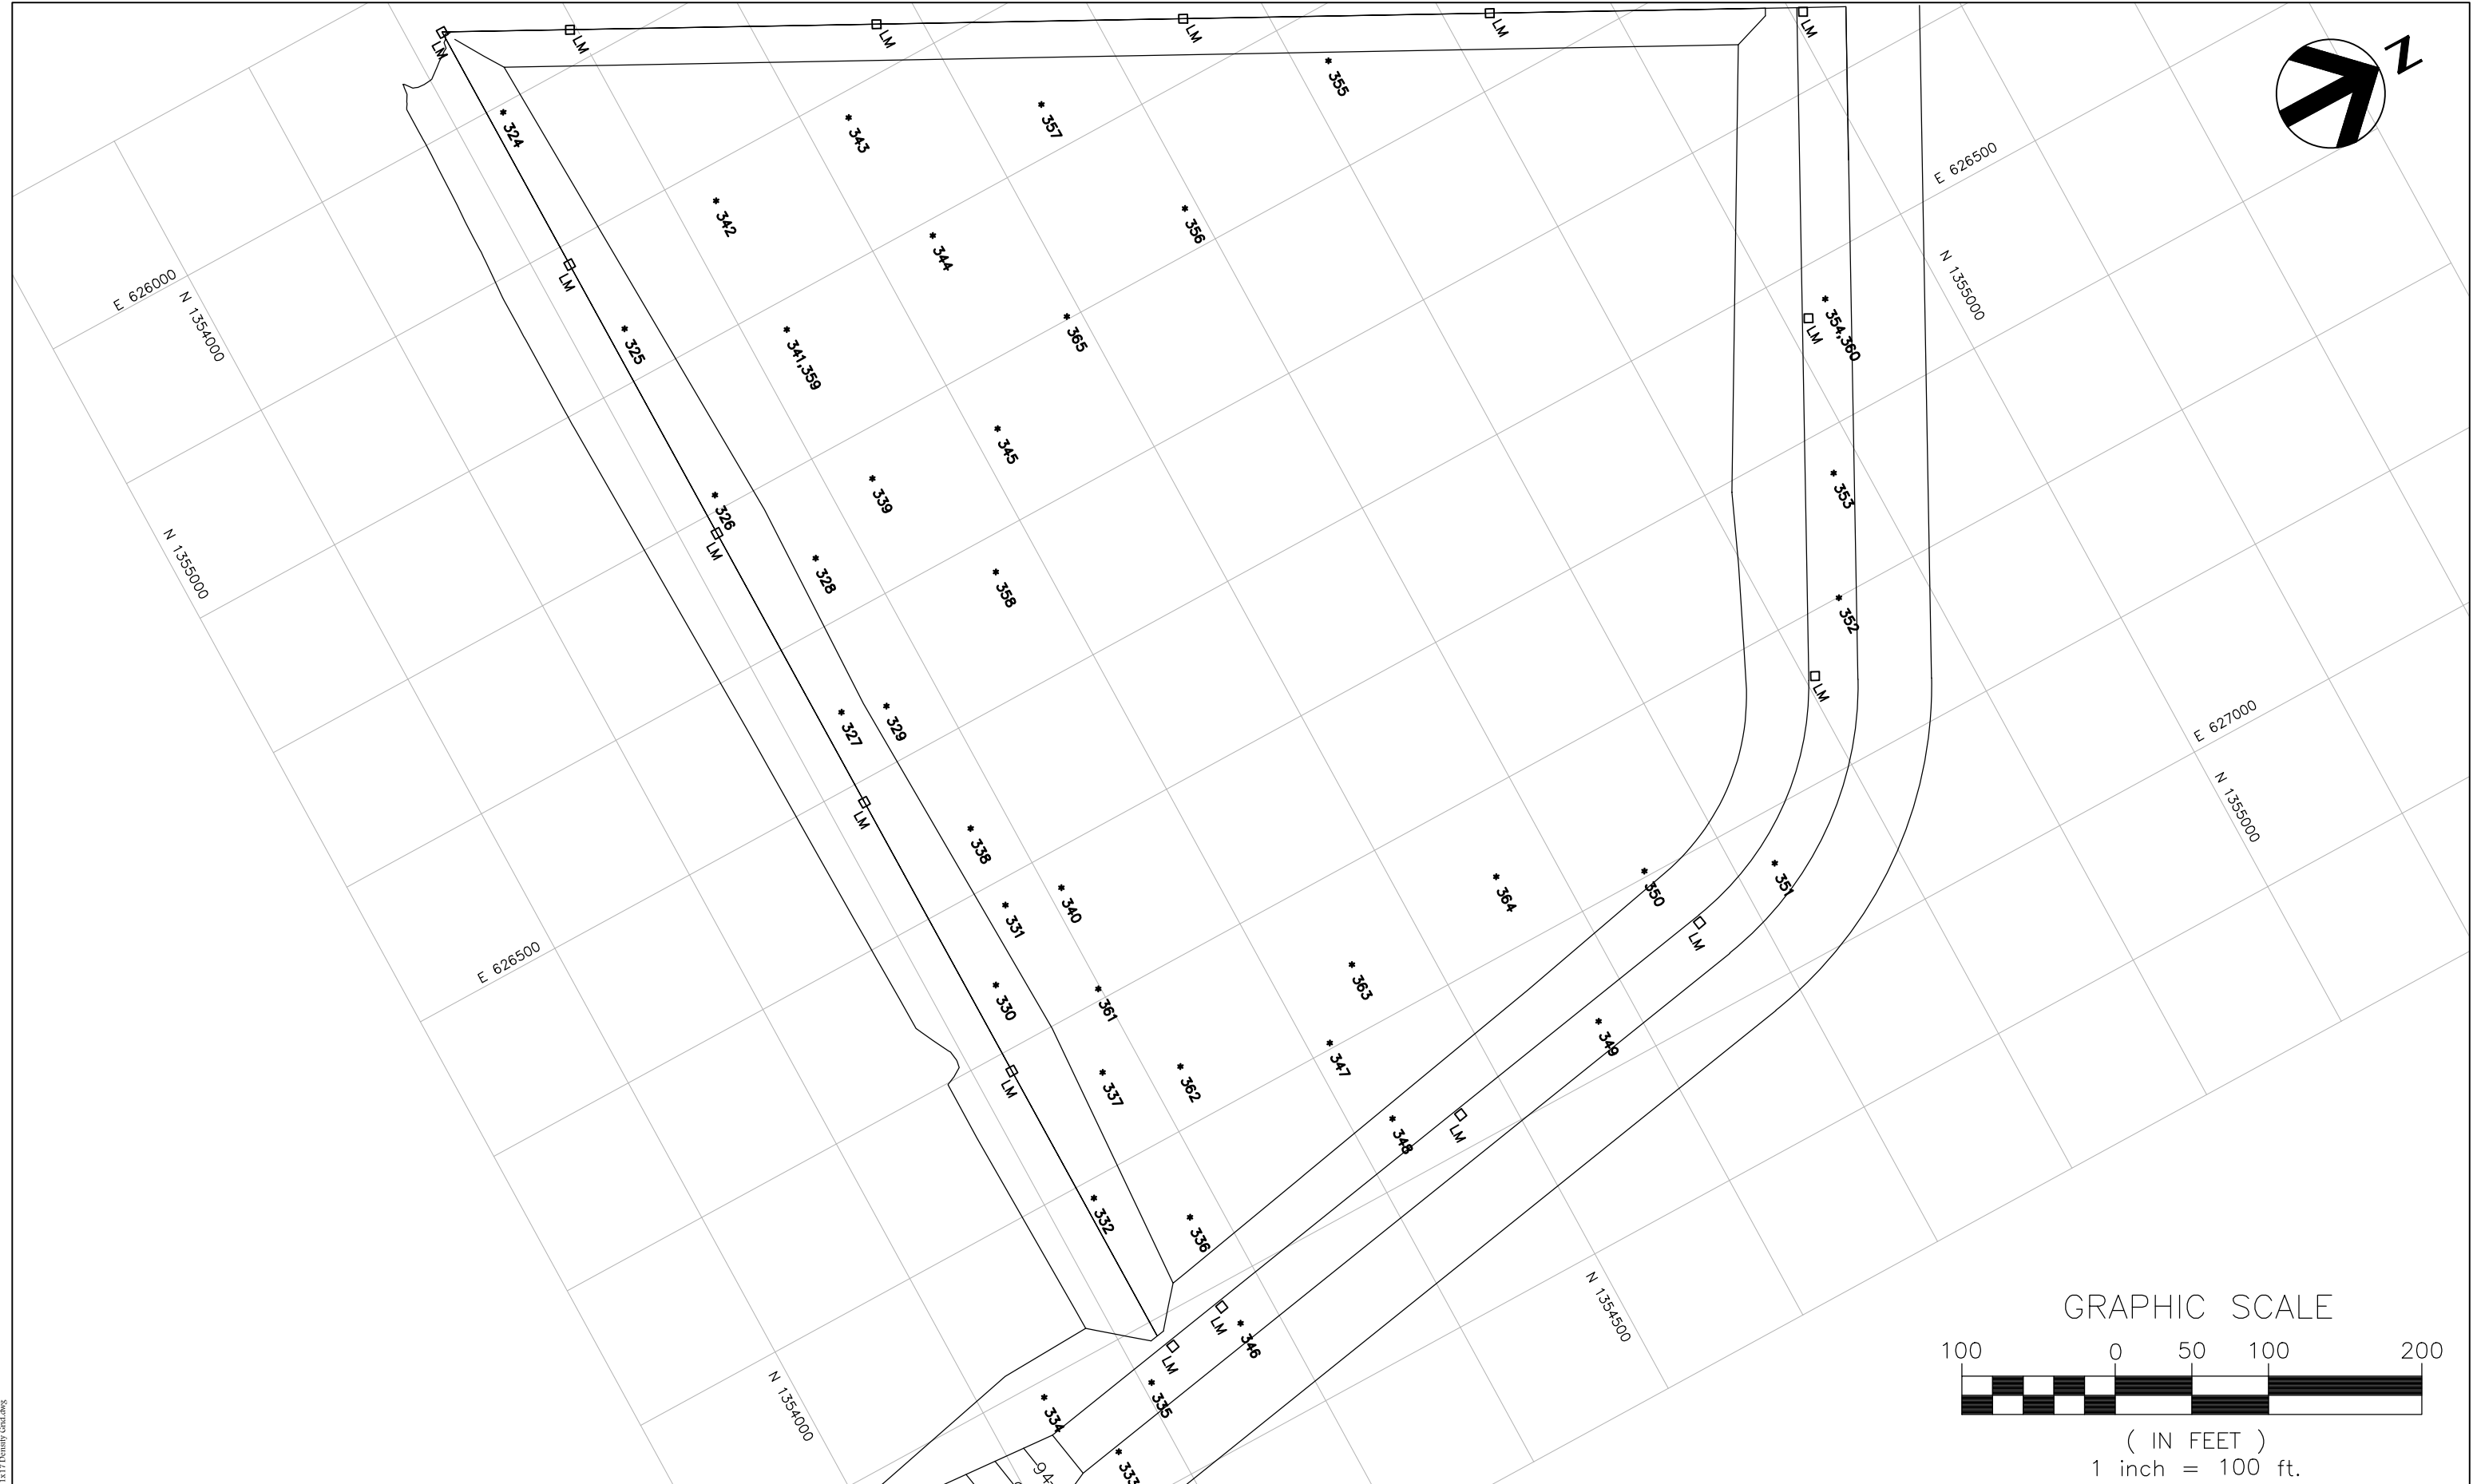 LM
LM
LM
LM
LM
LM
N
* 355
* 357
* 324
* 343
E 626500
* 342
* 356
* 344
E 626000
LM
N 1354000
N 1355000
* 354,360
LM
* 325
* 341,359
* 365
* 345
* 339
* 353
* 326
LM
N 1355000
* 328
* 358
* 352
LM
* 329
* 327
E 627000
LM
N 1355000
* 338
* 340
* 331
* 364
* 350
* 351
LM
E 626500
* 363
* 330
* 361
* 349
* 347
LM
* 337
* 362
* 348
LM
* 332
* 336
N 1354500
LM
* 346
LM
N 1354000
* 334
* 335
* 333
GRAPHIC SCALE
100 0 50 100 200
( IN FEET )
1 inch = 100 ft.